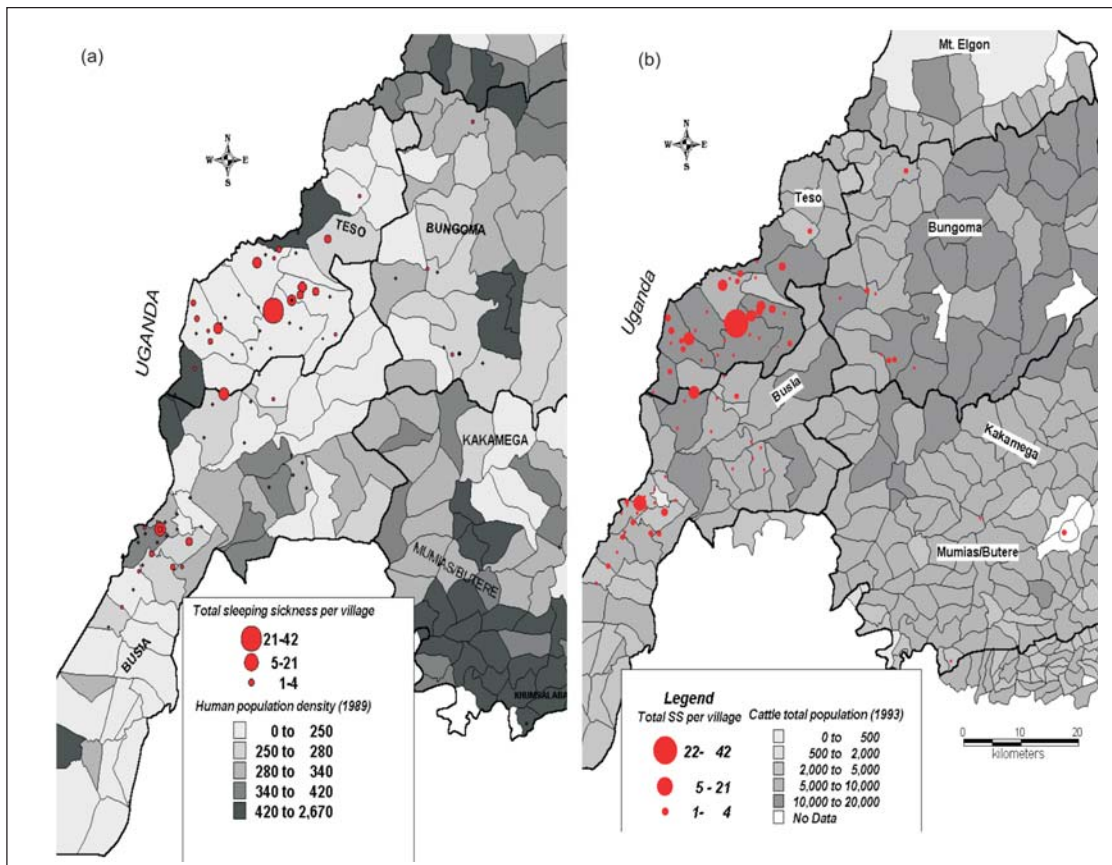 (a)
N
W E
S
TESO
BUNGOMA
UGANDA
KAKAMEGA
MUMIAS/BUTERE
BUSIA
Total sleeping sickness per village
21-42
5-21
1-4
Human population density (1989)
0 to 250
250 to 280
280 to 340
340 to 420
420 to 2,670
(b)
Mt. Elgon
N
W E
S
Teso
Bungoma
Uganda
Busia
Kakamega
Mumias/Butere
Legend
Total SS per village
22- 42
5 - 21
1- 4
Cattle total population (1993)
0 to 500
500 to 2,000
2,000 to 5,000
5,000 to 10,000
10,000 to 20,000
No Data
0 10 20
kilometers